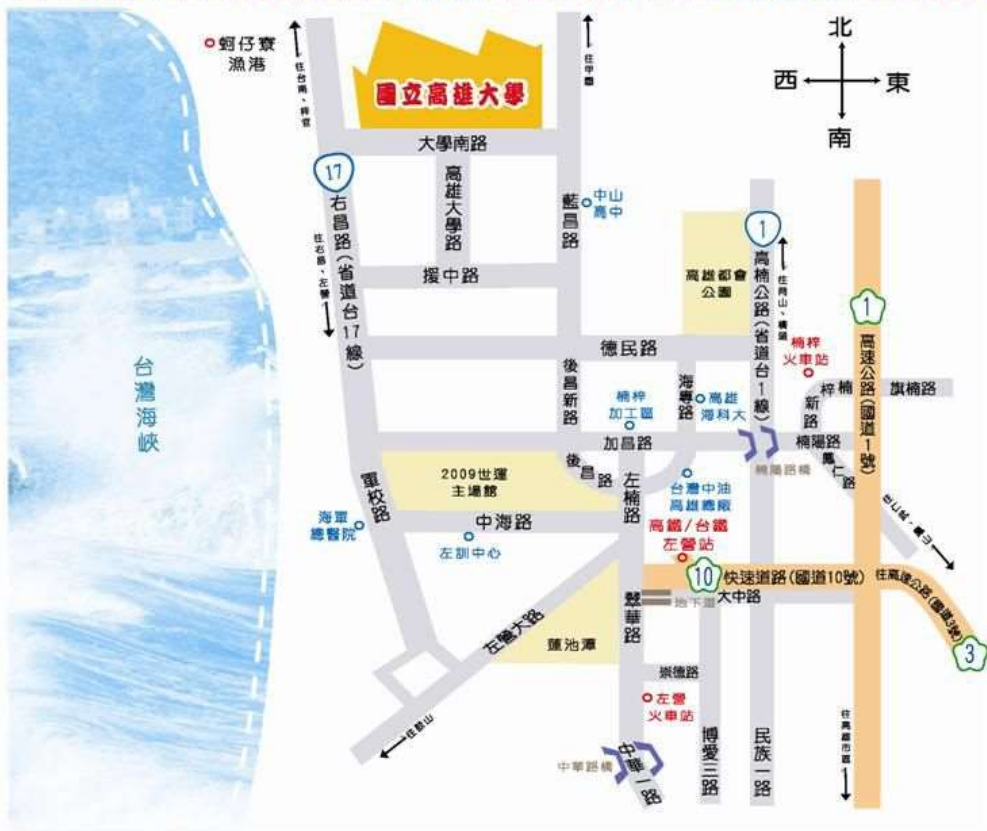 蚵仔寮
漁港
往台南、梓官
國立高雄大學
往甲圍
北
西
東
南
大學南路
17
右昌路(省道台17線)
高雄大學路
藍昌路
中山
高中
1
高楠公路(省道台1線)
往岡山、橋頭
高雄都會
公園
往右昌、左營
援中路
1
高速公路(國道1號)
台灣海峽
德民路
楠梓
火車站
後昌新路
楠梓
加工區
海專路
高雄
海科大
梓楠
新路
旗楠路
加昌路
楠陽路
楠陽路橋
鳳仁路
2009世運
主場館
後昌路
左楠路
台灣中油
高雄總廠
軍校路
海軍
總醫院
中海路
左訓中心
高鐵/台鐵
左營站
10
快速道路(國道10號)
往高速公路(國道3號)
3
大中路
地下道
翠華路
左營大路
蓮池潭
崇德路
左營
火車站
往鼓山
中華路橋
中華一路
博愛三路
民族一路
往高雄市區